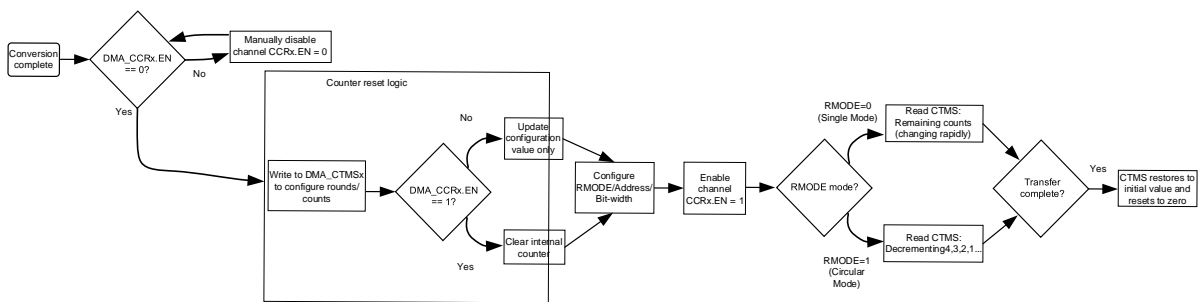 Conversion
complete
DMA_CCRx.EN
== 0?
Manually disable
channel CCRx.EN = 0
No
Yes
Counter reset logic
Write to DMA_CTMSx
to configure rounds/
counts
DMA_CCRx.EN
== 1?
No
Update
configuration
value only
Yes
Clear internal
counter
Configure
RMODE/Address/
Bit-width
Enable
channel
CCRx.EN = 1
RMODE mode?
RMODE=0
(Single Mode)
Read CTMS:
Remaining counts
(changing rapidly)
RMODE=1
(Circular
Mode)
Read CTMS:
Decrementing4,3,2,1...
Transfer
complete?
Yes
CTMS restores to
initial value and
resets to zero